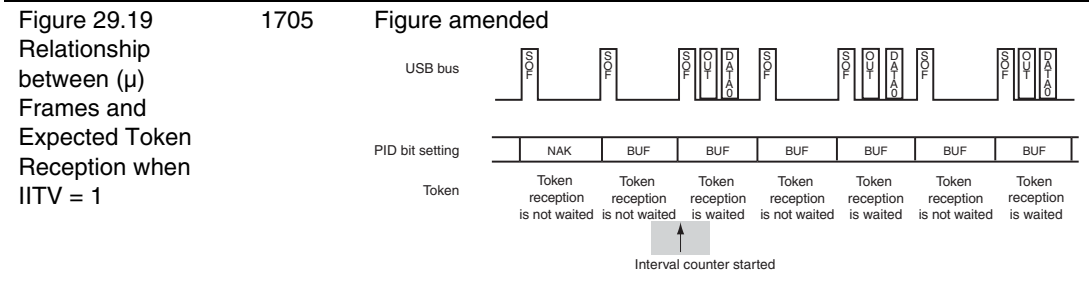 Figure 29.19 1705 Figure amended
Relationship
between (μ)
Frames and
Expected Token
Reception when
IITV = 1
USB bus
SOF SOF SOF OUT DATA0 SOF SOF OUT DATA0 SOF SOF OUT DATA0
PID bit setting NAK BUF BUF BUF BUF BUF BUF
Token
Token reception is not waited
Token reception is not waited
Token reception is waited
Token reception is not waited
Token reception is waited
Token reception is not waited
Token reception is waited
Interval counter started